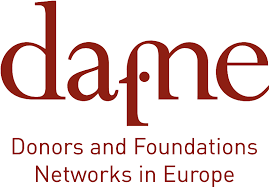 dafne
Donors and Foundations
Networks in Europe